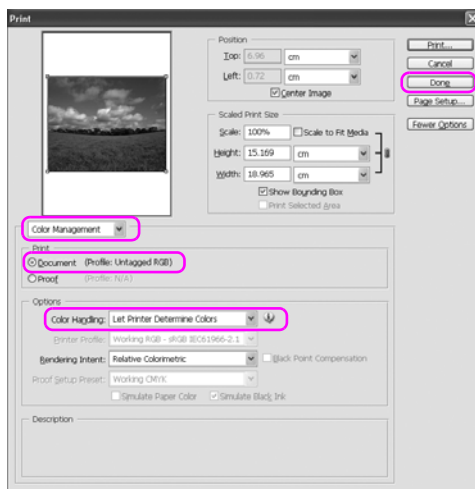 Print
Position
Top: 6.96 cm
Left: 0.72 cm
Center Image
Print...
Cancel
Done
Page Setup...
Fewer Options
Scaled Print Size
Scale: 100% Scale to Fit Media
Height: 15.169 cm
Width: 18.965 cm
Show Bounding Box
Print Selected Area
Color Management
Print
Document (Profile: Untagged RGB)
Proof (Profile: N/A)
Options
Color Handling: Let Printer Determine Colors
Printer Profile: Working RGB - sRGB IEC61966-2.1
Rendering Intent: Relative Colorimetric Black Point Compensation
Proof Setup Preset: Working CMYK
Simulate Paper Color Simulate Black Ink
Description